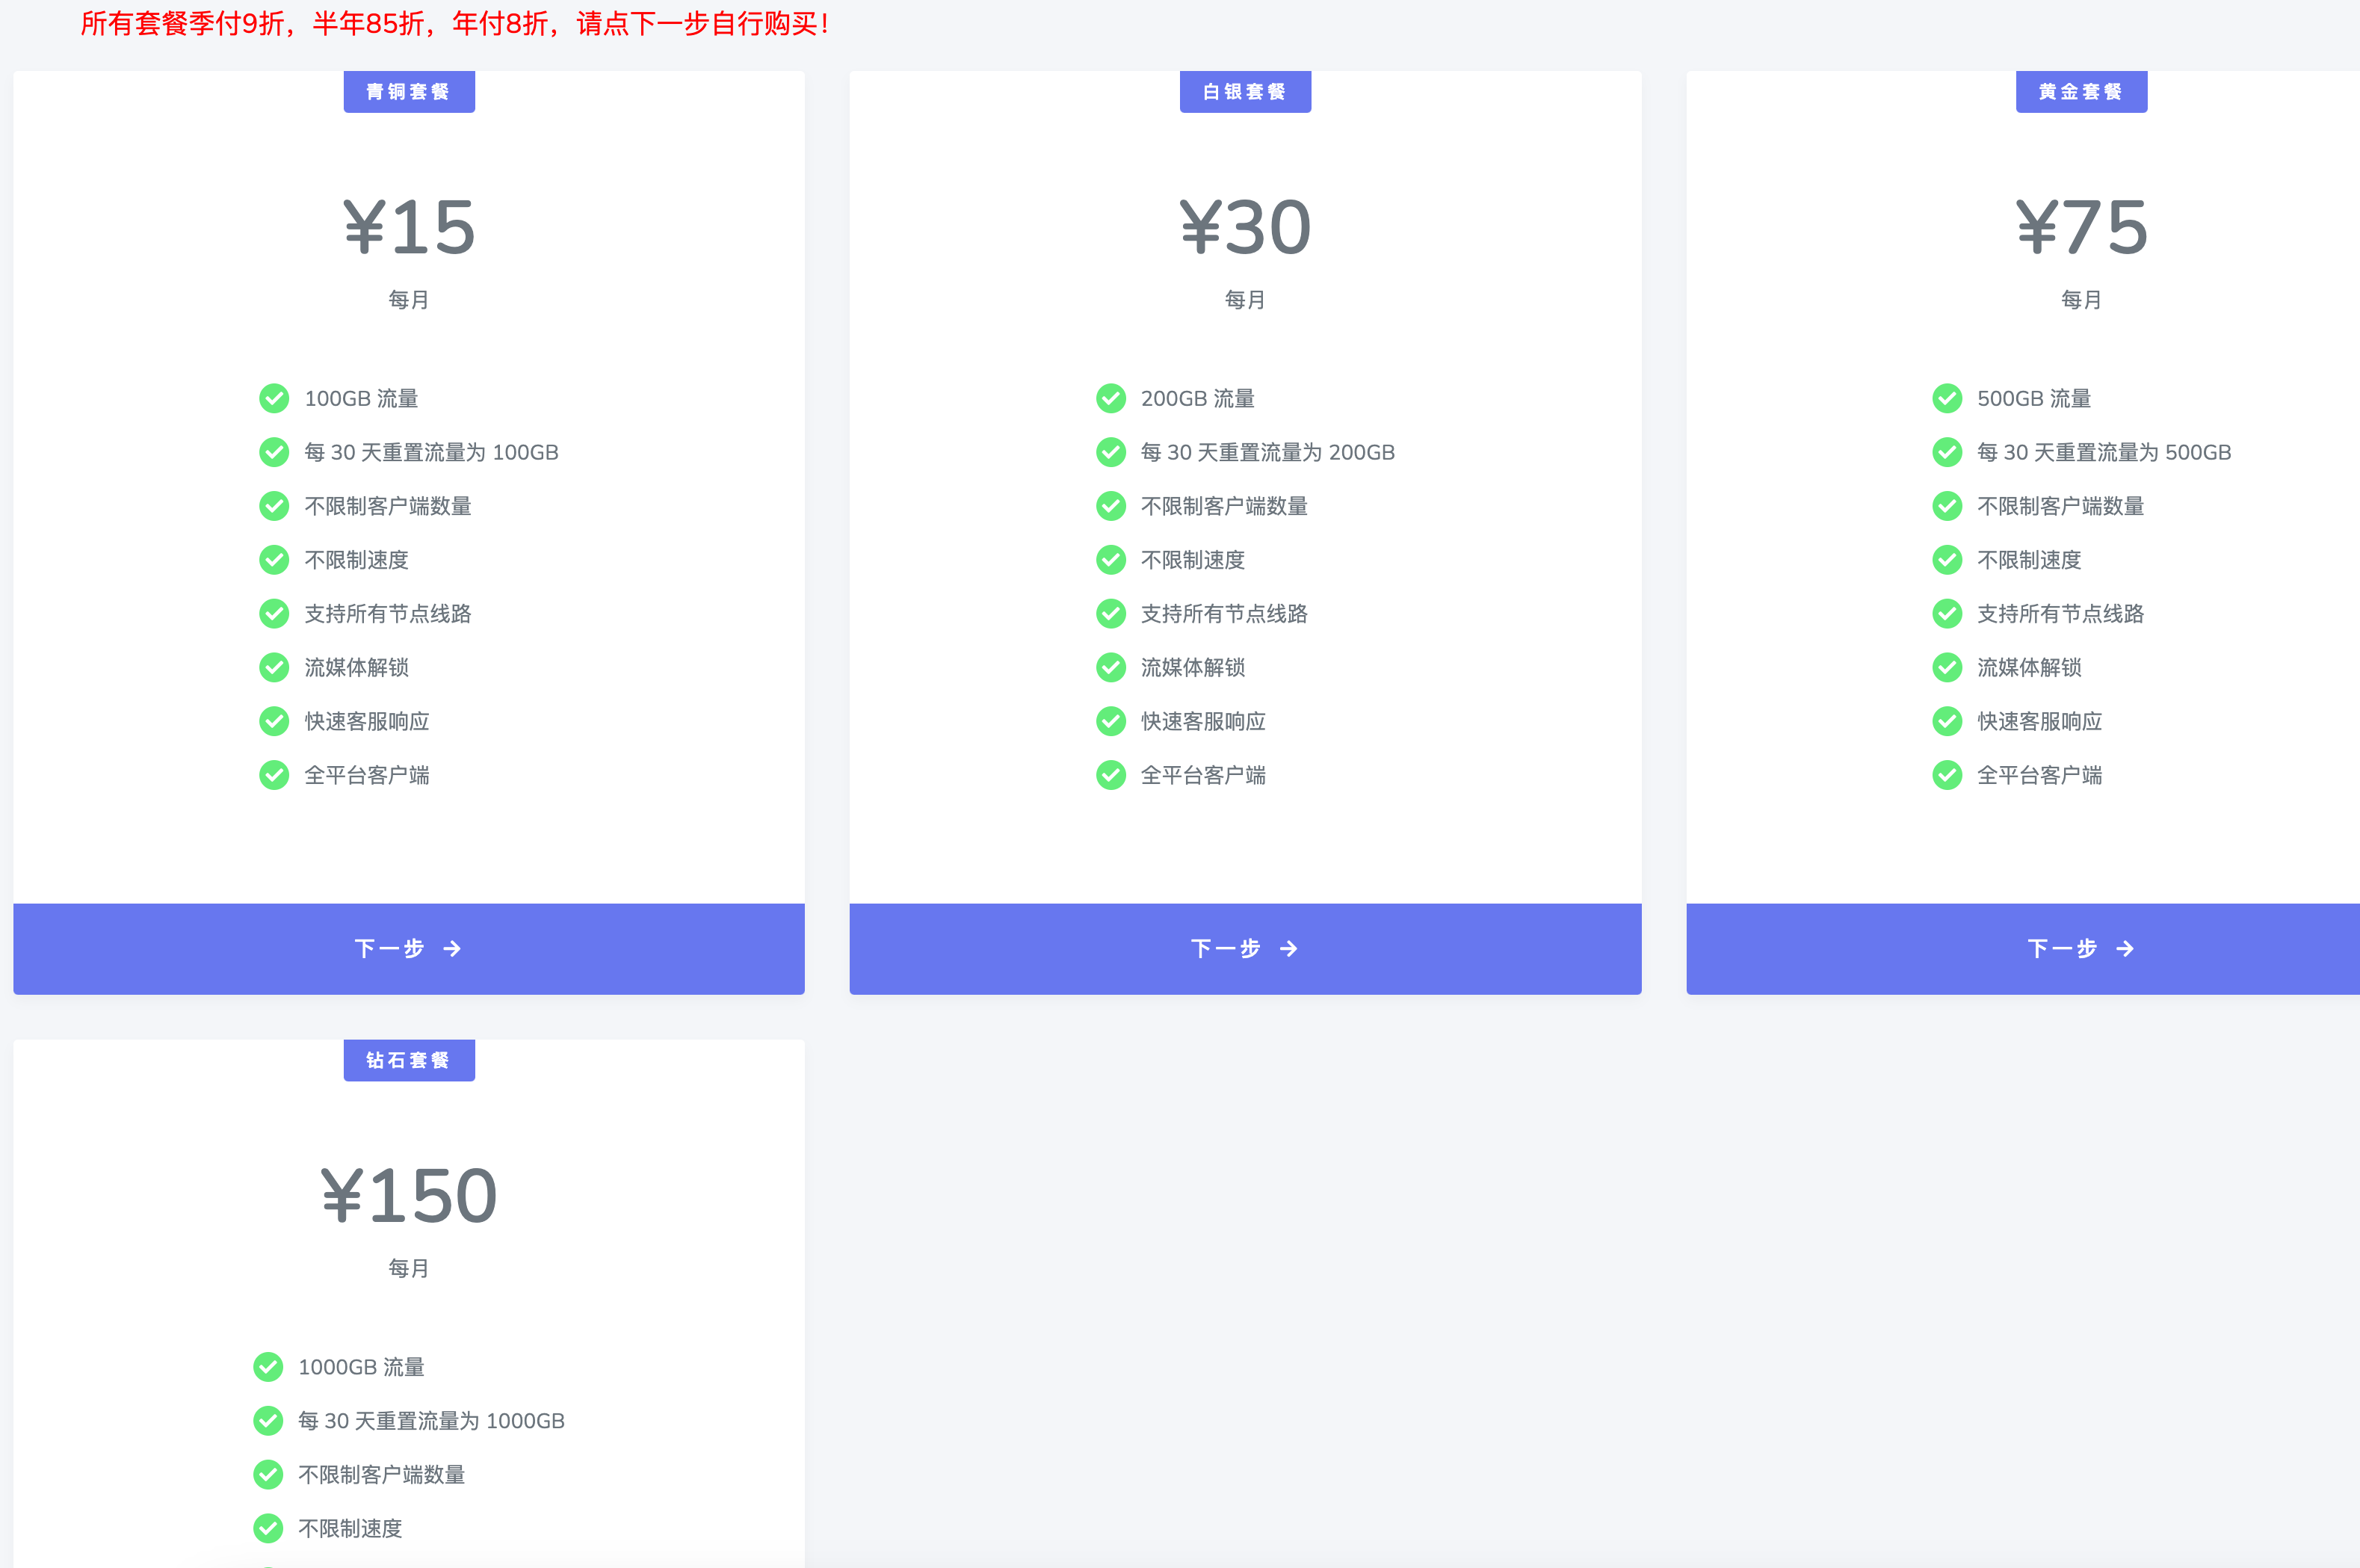 所有套餐季付9折，半年85折，年付8折，请点下一步自行购买！
青铜套餐
¥15
每月
100GB 流量
每 30 天重置流量为 100GB
不限制客户端数量
不限制速度
支持所有节点线路
流媒体解锁
快速客服响应
全平台客户端
下一步 →
白银套餐
¥30
每月
200GB 流量
每 30 天重置流量为 200GB
不限制客户端数量
不限制速度
支持所有节点线路
流媒体解锁
快速客服响应
全平台客户端
下一步 →
黄金套餐
¥75
每月
500GB 流量
每 30 天重置流量为 500GB
不限制客户端数量
不限制速度
支持所有节点线路
流媒体解锁
快速客服响应
全平台客户端
下一步 →
钻石套餐
¥150
每月
1000GB 流量
每 30 天重置流量为 1000GB
不限制客户端数量
不限制速度